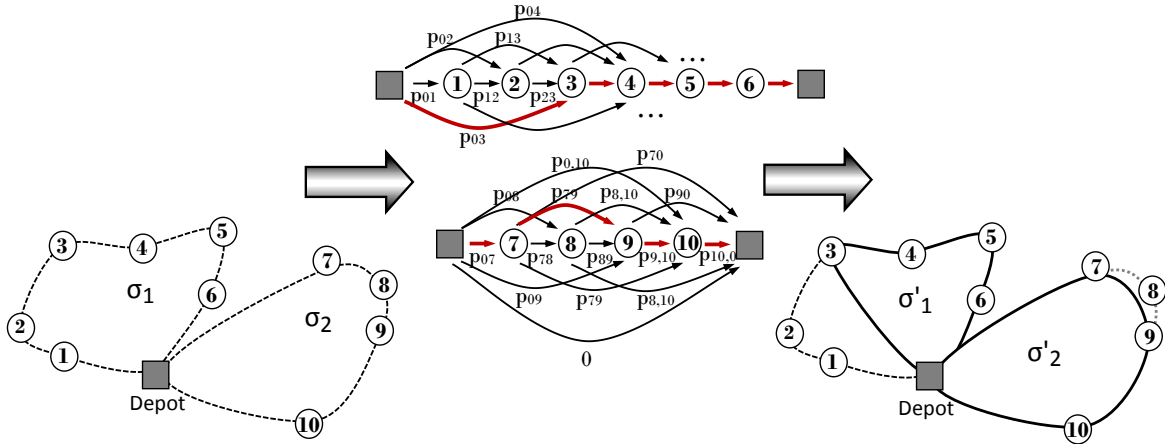 p04
p02 p13
...
1 2 3 4 5 6
p01 p12 p23
...
p03
p70
p0,10
p08 p79 p8,10 p90
7 8 9 10
p07 p78 p89 p9,10 p10,0
p09 p79 p8,10
0
3 4 5
σ1
6
2
1
Depot
7
8
σ2
9
10
3 4 5
σ'1
6
2
1
Depot
7
8
9
σ'2
10